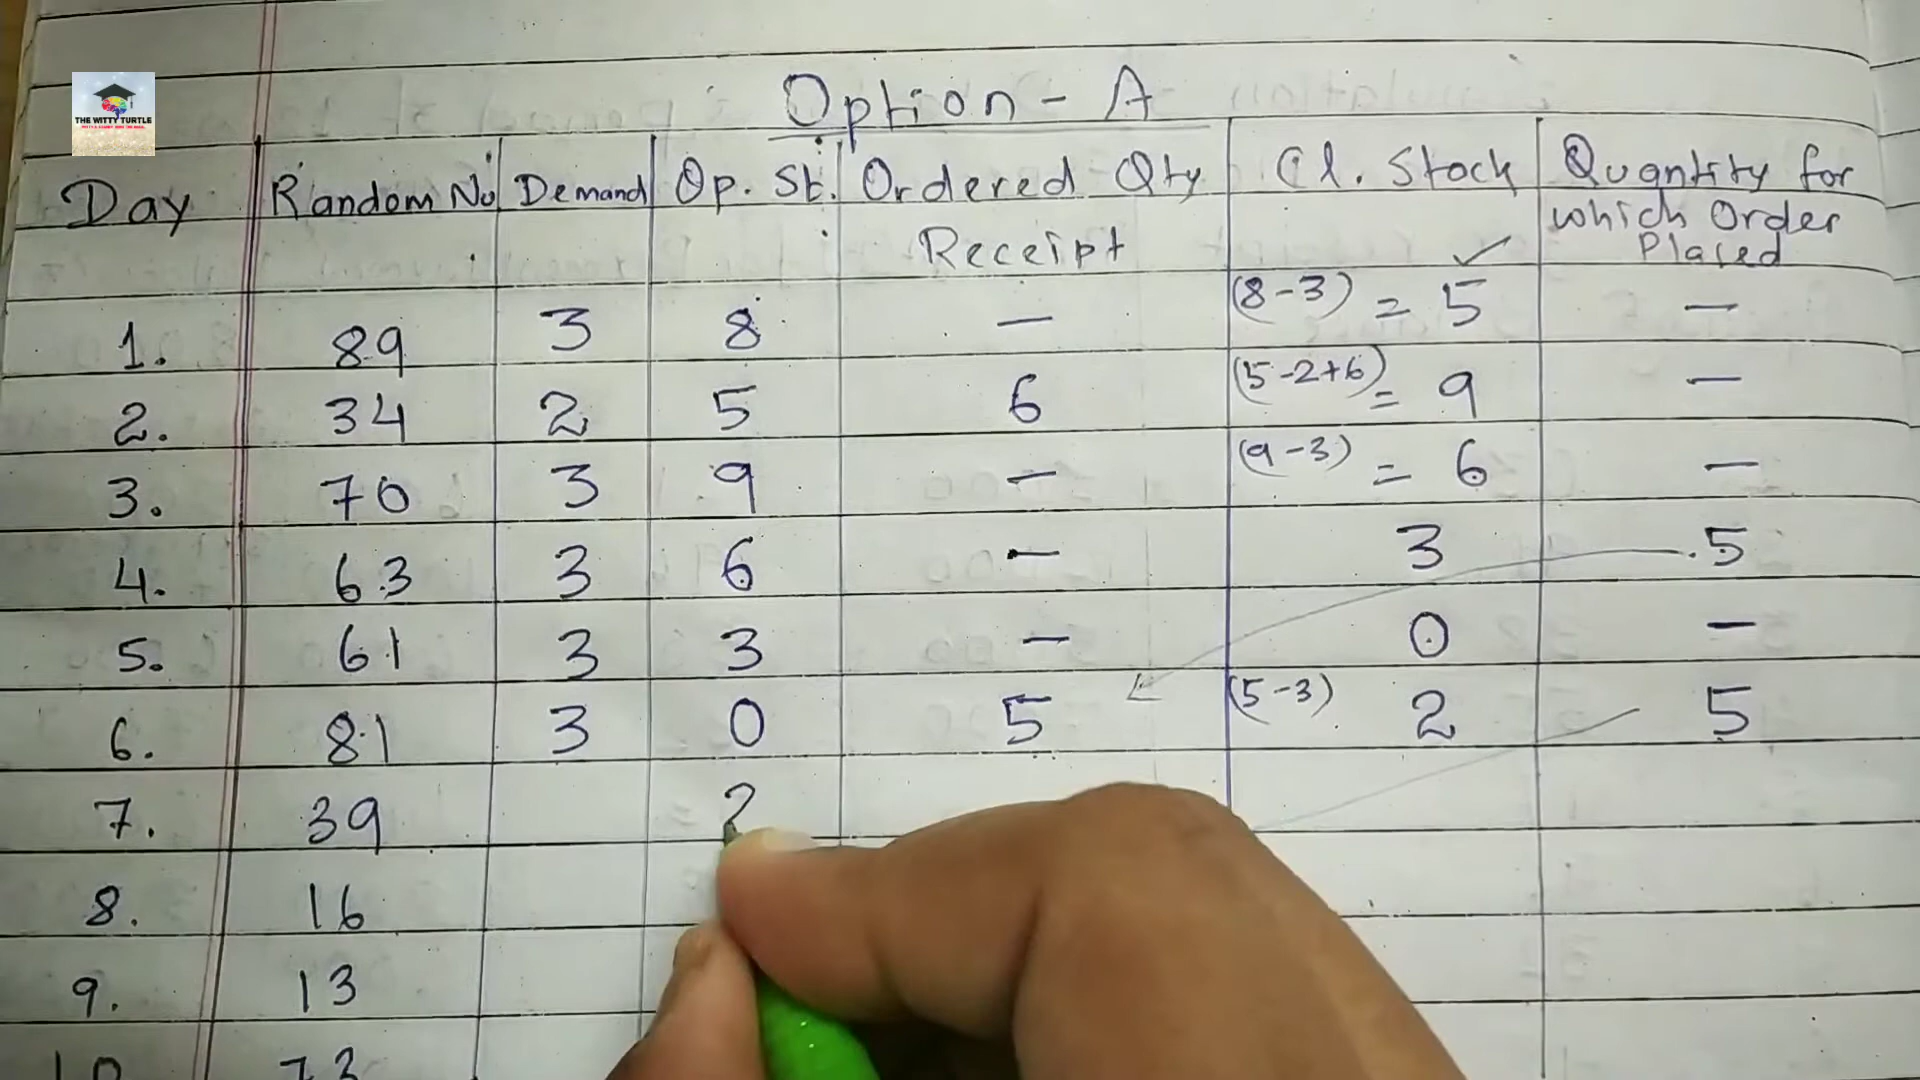 THE WITTY TURTLE
Option - A
Day Random No Demand Op. St. Ordered Qty Receipt Cl. Stock Quantity for which Order Placed
1. 89 3 8 — (8-3) = 5 —
2. 34 2 5 6 (5-2+6) = 9 —
3. 70 3 9 — (9-3) = 6 —
4. 63 3 6 — 3 5
5. 61 3 3 — 0 —
6. 81 3 0 5 (5-3) 2 5
7. 39 2
8. 16
9. 13
10 73